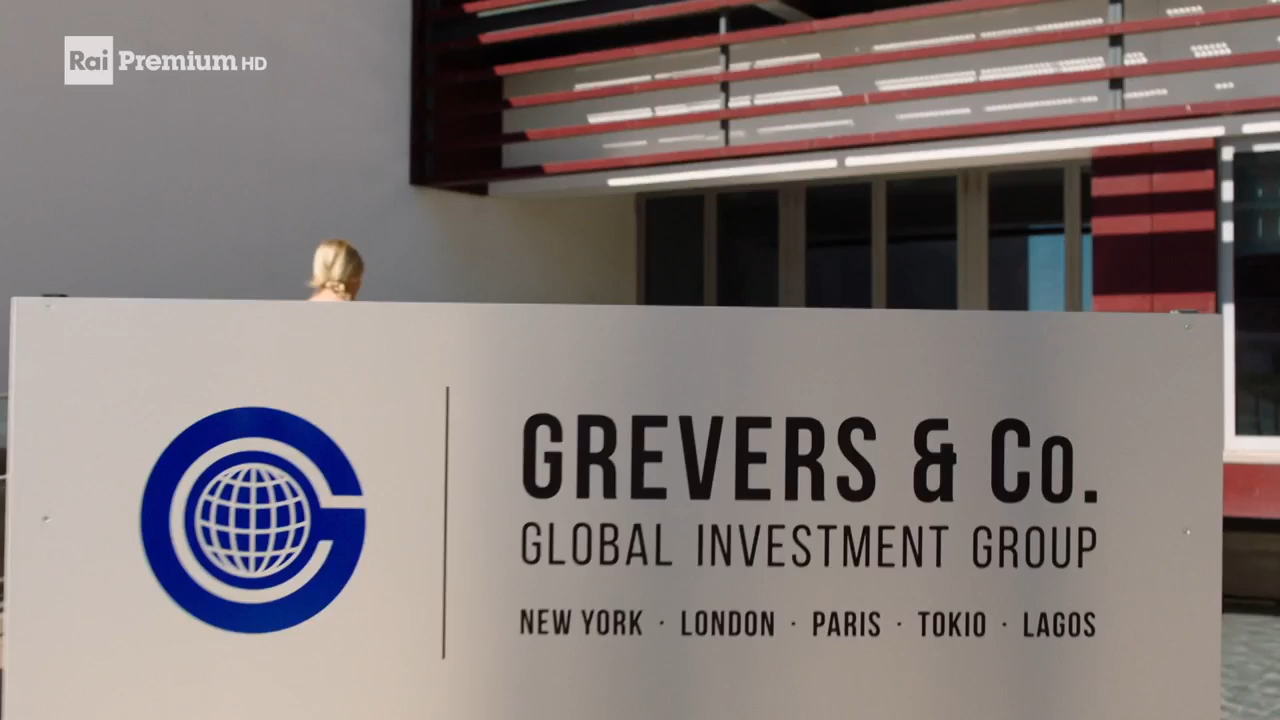 Rai Premium HD
GREVERS & Co.
GLOBAL INVESTMENT GROUP
NEW YORK · LONDON · PARIS · TOKIO · LAGOS